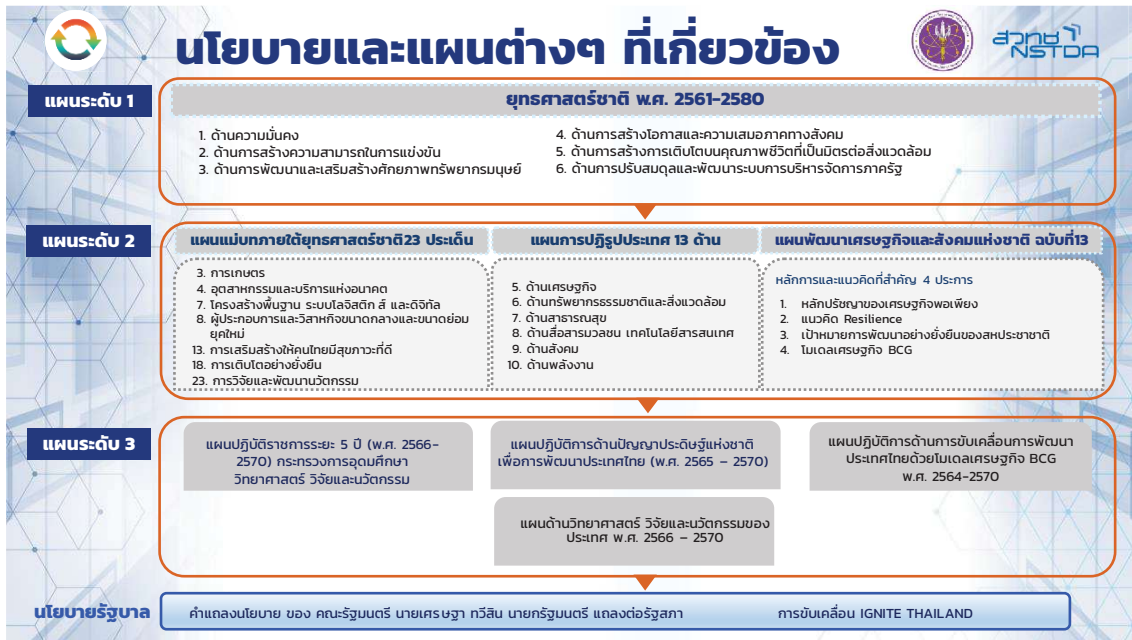 นโยบายและแผนต่างๆ ที่เกี่ยวข้อง
สวทช
NSTDA
แผนระดับ 1
ยุทธศาสตร์ชาติ พ.ศ. 2561-2580
1. ด้านความมั่นคง
2. ด้านการสร้างความสามารถในการแข่งขัน
3. ด้านการพัฒนาและเสริมสร้างศักยภาพทรัพยากรมนุษย์
4. ด้านการสร้างโอกาสและความเสมอภาคทางสังคม
5. ด้านการสร้างการเติบโตบนคุณภาพชีวิตที่เป็นมิตรต่อสิ่งแวดล้อม
6. ด้านการปรับสมดุลและพัฒนาระบบการบริหารจัดการภาครัฐ
แผนระดับ 2
แผนแม่บทภายใต้ยุทธศาสตร์ชาติ23 ประเด็น
3. การเกษตร
4. อุตสาหกรรมและบริการแห่งอนาคต
7. โครงสร้างพื้นฐาน ระบบโลจิสติก ส์ และดิจิทัล
8. ผู้ประกอบการและวิสาหกิจขนาดกลางและขนาดย่อม
ยุคใหม่
13. การเสริมสร้างให้คนไทยมีสุขภาวะที่ดี
18. การเติบโตอย่างยั่งยืน
23. การวิจัยและพัฒนานวัตกรรม
แผนการปฏิรูปประเทศ 13 ด้าน
5. ด้านเศรษฐกิจ
6. ด้านทรัพยากรธรรมชาติและสิ่งแวดล้อม
7. ด้านสาธารณสุข
8. ด้านสื่อสารมวลชน เทคโนโลยีสารสนเทศ
9. ด้านสังคม
10. ด้านพลังงาน
แผนพัฒนาเศรษฐกิจและสังคมแห่งชาติ ฉบับที่13
หลักการและแนวคิดที่สำคัญ 4 ประการ
1. หลักปรัชญาของเศรษฐกิจพอเพียง
2. แนวคิด Resilience
3. เป้าหมายการพัฒนาอย่างยั่งยืนของสหประชาชาติ
4. โมเดลเศรษฐกิจ BCG
แผนระดับ 3
แผนปฏิบัติราชการระยะ 5 ปี (พ.ศ. 2566-
2570) กระทรวงการอุดมศึกษา
วิทยาศาสตร์ วิจัยและนวัตกรรม
แผนปฏิบัติการด้านปัญญาประดิษฐ์แห่งชาติ
เพื่อการพัฒนาประเทศไทย (พ.ศ. 2565 – 2570)
แผนปฏิบัติการด้านการขับเคลื่อนการพัฒนา
ประเทศไทยด้วยโมเดลเศรษฐกิจ BCG
พ.ศ. 2564-2570
แผนด้านวิทยาศาสตร์ วิจัยและนวัตกรรมของ
ประเทศ พ.ศ. 2566 – 2570
นโยบายรัฐบาล
คำแถลงนโยบาย ของ คณะรัฐมนตรี นายเศรษฐา ทวีสิน นายกรัฐมนตรี แถลงต่อรัฐสภา
การขับเคลื่อน IGNITE THAILAND